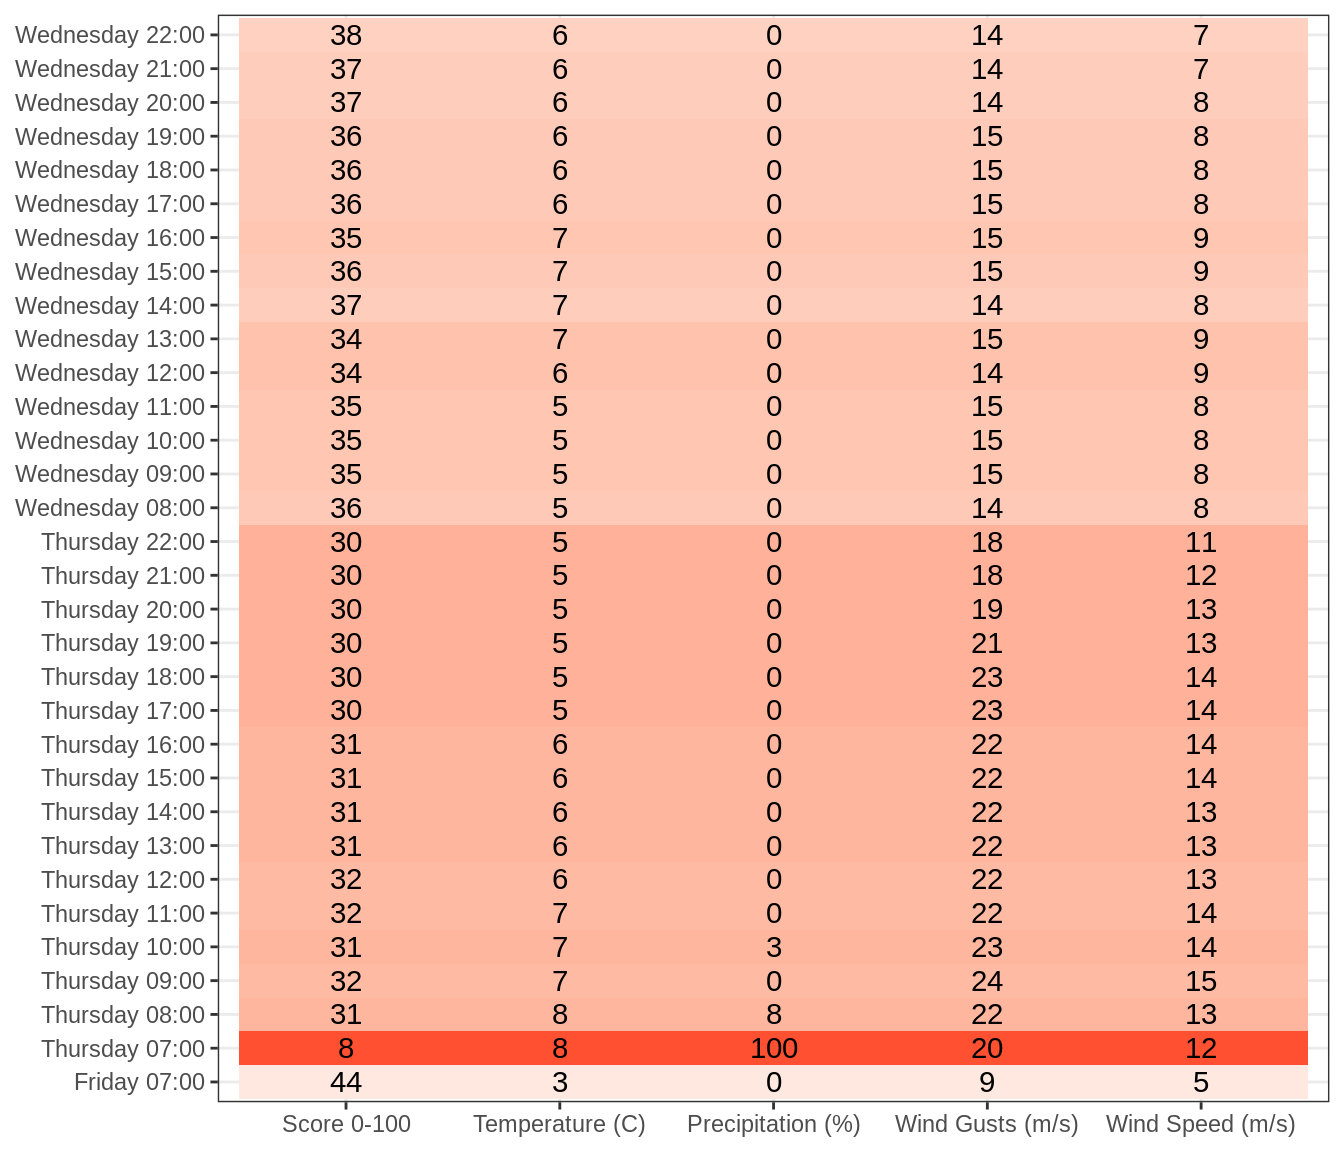 Wednesday 22:00 38 6 0 14 7
Wednesday 21:00 37 6 0 14 7
Wednesday 20:00 37 6 0 14 8
Wednesday 19:00 36 6 0 15 8
Wednesday 18:00 36 6 0 15 8
Wednesday 17:00 36 6 0 15 8
Wednesday 16:00 35 7 0 15 9
Wednesday 15:00 36 7 0 15 9
Wednesday 14:00 37 7 0 14 8
Wednesday 13:00 34 7 0 15 9
Wednesday 12:00 34 6 0 14 9
Wednesday 11:00 35 5 0 15 8
Wednesday 10:00 35 5 0 15 8
Wednesday 09:00 35 5 0 15 8
Wednesday 08:00 36 5 0 14 8
Thursday 22:00 30 5 0 18 11
Thursday 21:00 30 5 0 18 12
Thursday 20:00 30 5 0 19 13
Thursday 19:00 30 5 0 21 13
Thursday 18:00 30 5 0 23 14
Thursday 17:00 30 5 0 23 14
Thursday 16:00 31 6 0 22 14
Thursday 15:00 31 6 0 22 14
Thursday 14:00 31 6 0 22 13
Thursday 13:00 31 6 0 22 13
Thursday 12:00 32 6 0 22 13
Thursday 11:00 32 7 0 22 14
Thursday 10:00 31 7 3 23 14
Thursday 09:00 32 7 0 24 15
Thursday 08:00 31 8 8 22 13
Thursday 07:00 8 8 100 20 12
Friday 07:00 44 3 0 9 5
Score 0-100 Temperature (C) Precipitation (%) Wind Gusts (m/s) Wind Speed (m/s)